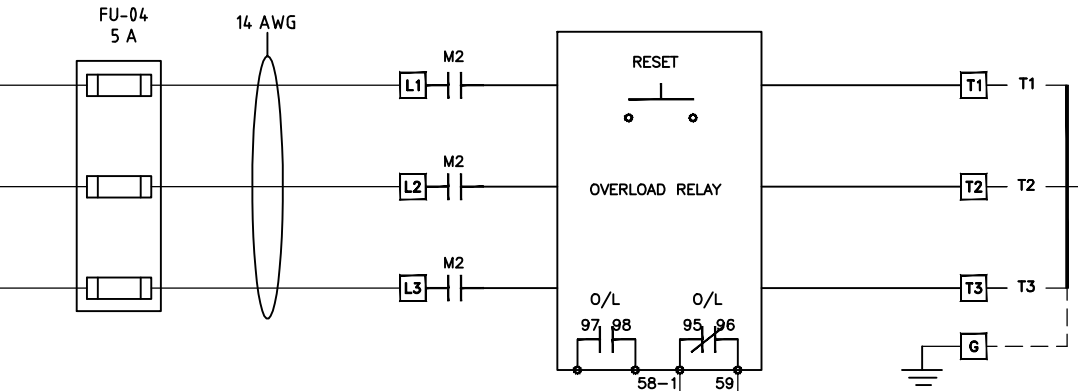 FU-04
5 A
14 AWG
M2
L1
RESET
T1
T1
M2
L2
OVERLOAD RELAY
T2
T2
M2
L3
T3
T3
O/L
97 98
O/L
95 96
G
58-1
59